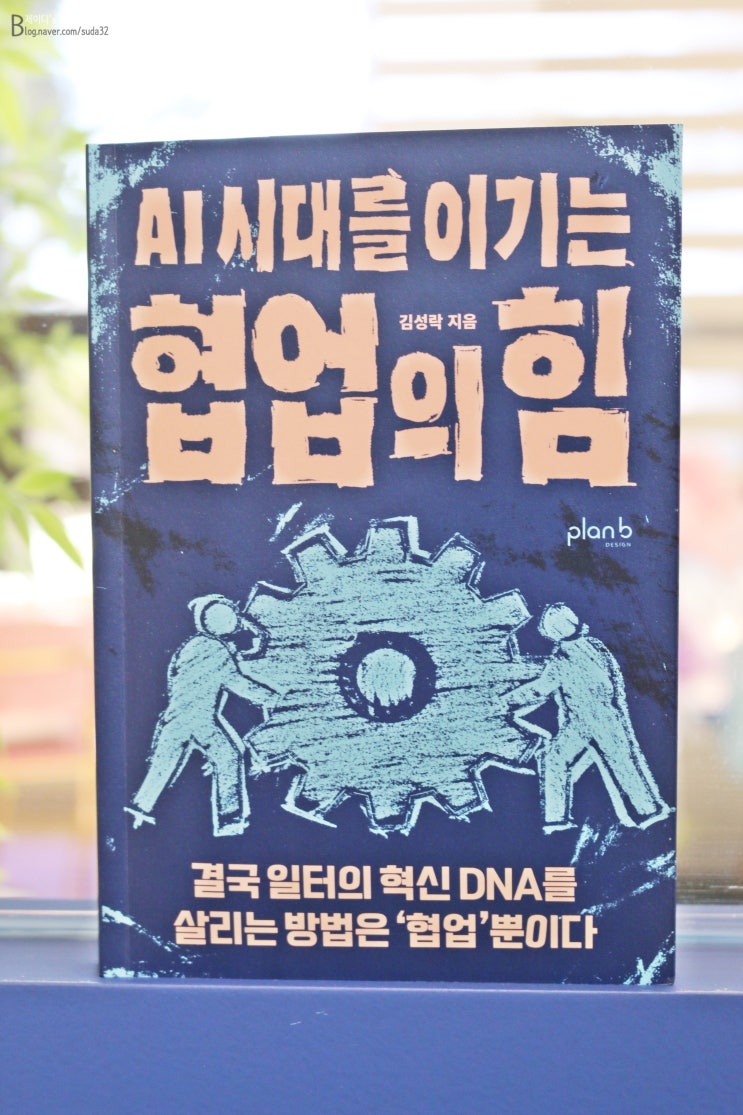 Blog.naver.com/suda32
AI 시대를 이기는
협업의 힘
김성락 지음
plan b
DESIGN
결국 일터의 혁신 DNA를
살리는 방법은 ‘협업’뿐이다